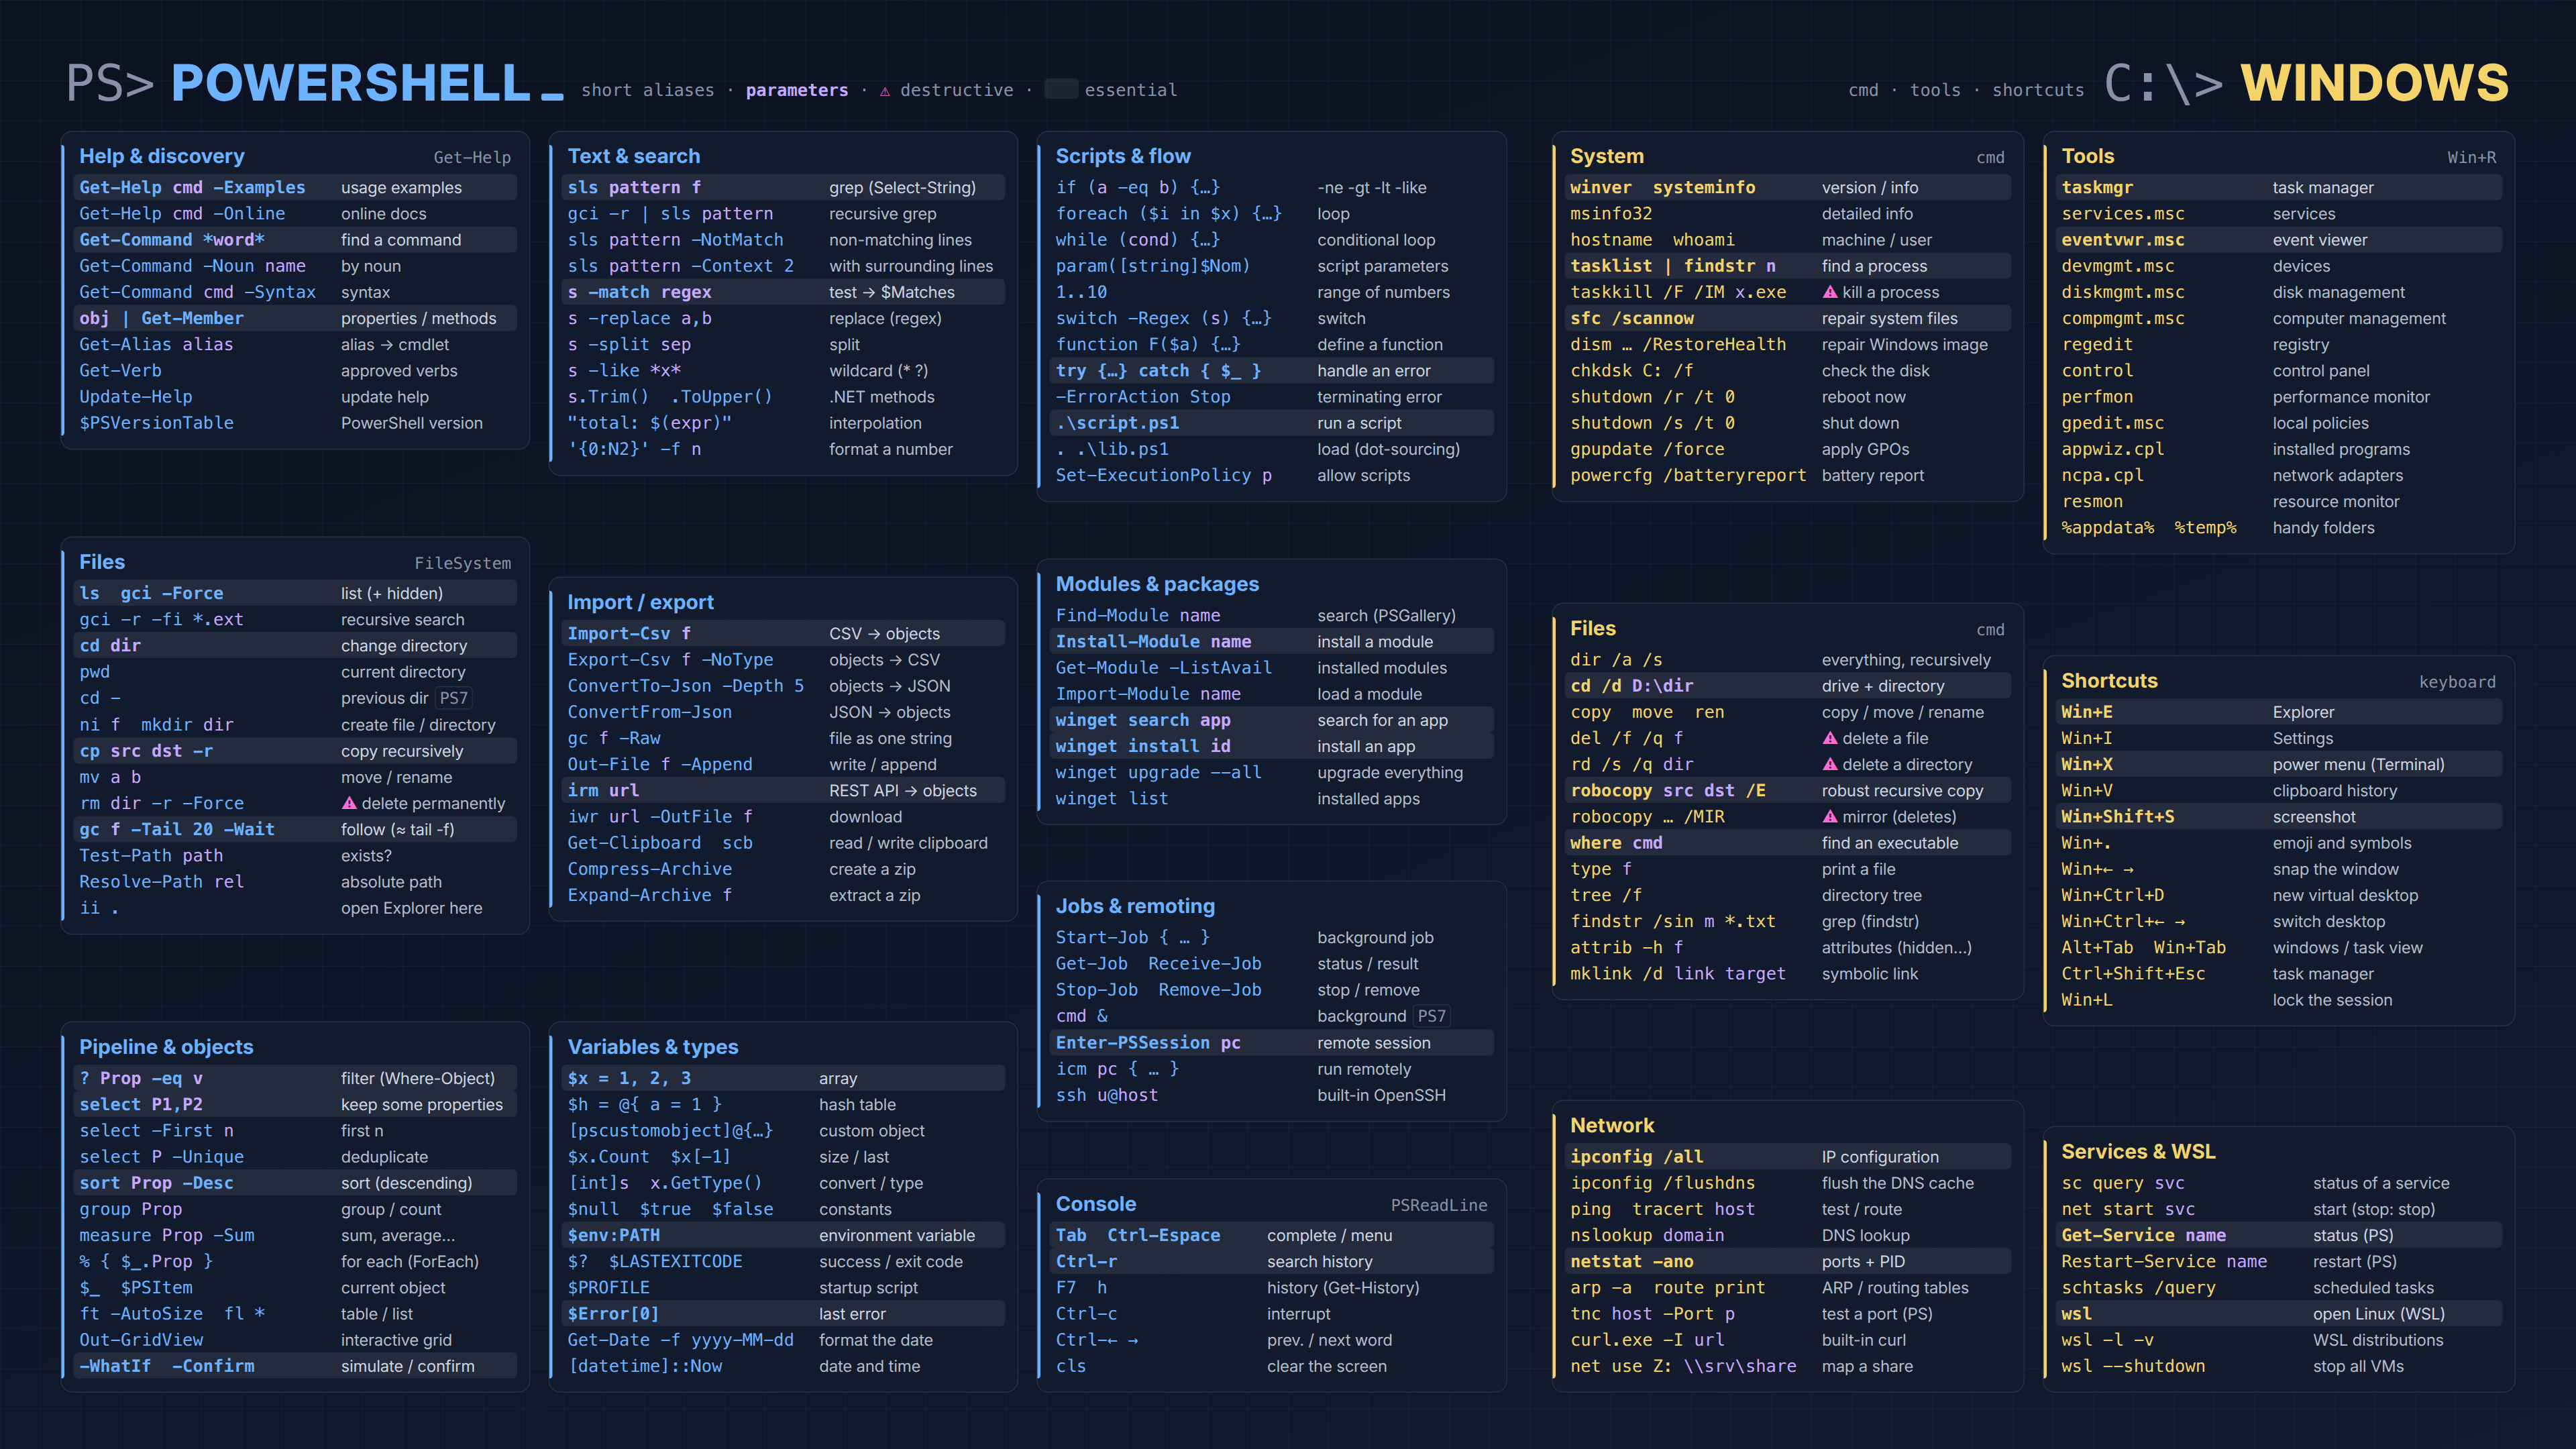 PS> POWERSHELL_ short aliases · parameters · ⚠ destructive · essential
cmd · tools · shortcuts C:\> WINDOWS
Help & discovery Get-Help
Get-Help cmd -Examples usage examples
Get-Help cmd -Online online docs
Get-Command *word* find a command
Get-Command -Noun name by noun
Get-Command cmd -Syntax syntax
obj | Get-Member properties / methods
Get-Alias alias alias → cmdlet
Get-Verb approved verbs
Update-Help update help
$PSVersionTable PowerShell version
Files FileSystem
ls gci -Force list (+ hidden)
gci -r -fi *.ext recursive search
cd dir change directory
pwd current directory
cd - previous dir PS7
ni f mkdir dir create file / directory
cp src dst -r copy recursively
mv a b move / rename
rm dir -r -Force ⚠ delete permanently
gc f -Tail 20 -Wait follow (≈ tail -f)
Test-Path path exists?
Resolve-Path rel absolute path
ii . open Explorer here
Pipeline & objects
? Prop -eq v filter (Where-Object)
select P1,P2 keep some properties
select -First n first n
select P -Unique deduplicate
sort Prop -Desc sort (descending)
group Prop group / count
measure Prop -Sum sum, average...
% { $_.Prop } for each (ForEach)
$_ $PSItem current object
ft -AutoSize fl * table / list
Out-GridView interactive grid
-WhatIf -Confirm simulate / confirm
Text & search
sls pattern f grep (Select-String)
gci -r | sls pattern recursive grep
sls pattern -NotMatch non-matching lines
sls pattern -Context 2 with surrounding lines
s -match regex test → $Matches
s -replace a,b replace (regex)
s -split sep split
s -like *x* wildcard (* ?)
s.Trim() .ToUpper() .NET methods
"total: $(expr)" interpolation
'{0:N2}' -f n format a number
Import / export
Import-Csv f CSV → objects
Export-Csv f -NoType objects → CSV
ConvertTo-Json -Depth 5 objects → JSON
ConvertFrom-Json JSON → objects
gc f -Raw file as one string
Out-File f -Append write / append
irm url REST API → objects
iwr url -OutFile f download
Get-Clipboard scb read / write clipboard
Compress-Archive create a zip
Expand-Archive f extract a zip
Variables & types
$x = 1, 2, 3 array
$h = @{ a = 1 } hash table
[pscustomobject]@{…} custom object
$x.Count $x[-1] size / last
[int]s x.GetType() convert / type
$null $true $false constants
$env:PATH environment variable
$? $LASTEXITCODE success / exit code
$PROFILE startup script
$Error[0] last error
Get-Date -f yyyy-MM-dd format the date
[datetime]::Now date and time
Scripts & flow
if (a -eq b) {…} -ne -gt -lt -like
foreach ($i in $x) {…} loop
while (cond) {…} conditional loop
param([string]$Nom) script parameters
1..10 range of numbers
switch -Regex (s) {…} switch
function F($a) {…} define a function
try {…} catch { $_ } handle an error
-ErrorAction Stop terminating error
.\script.ps1 run a script
. .\lib.ps1 load (dot-sourcing)
Set-ExecutionPolicy p allow scripts
Modules & packages
Find-Module name search (PSGallery)
Install-Module name install a module
Get-Module -ListAvail installed modules
Import-Module name load a module
winget search app search for an app
winget install id install an app
winget upgrade --all upgrade everything
winget list installed apps
Jobs & remoting
Start-Job { … } background job
Get-Job Receive-Job status / result
Stop-Job Remove-Job stop / remove
cmd & background PS7
Enter-PSSession pc remote session
icm pc { … } run remotely
ssh u@host built-in OpenSSH
Console PSReadLine
Tab Ctrl-Espace complete / menu
Ctrl-r search history
F7 h history (Get-History)
Ctrl-c interrupt
Ctrl-← → prev. / next word
cls clear the screen
System cmd
winver systeminfo version / info
msinfo32 detailed info
hostname whoami machine / user
tasklist | findstr n find a process
taskkill /F /IM x.exe ⚠ kill a process
sfc /scannow repair system files
dism … /RestoreHealth repair Windows image
chkdsk C: /f check the disk
shutdown /r /t 0 reboot now
shutdown /s /t 0 shut down
gpupdate /force apply GPOs
powercfg /batteryreport battery report
Files cmd
dir /a /s everything, recursively
cd /d D:\dir drive + directory
copy move ren copy / move / rename
del /f /q f ⚠ delete a file
rd /s /q dir ⚠ delete a directory
robocopy src dst /E robust recursive copy
robocopy … /MIR ⚠ mirror (deletes)
where cmd find an executable
type f print a file
tree /f directory tree
findstr /sin m *.txt grep (findstr)
attrib -h f attributes (hidden...)
mklink /d link target symbolic link
Network
ipconfig /all IP configuration
ipconfig /flushdns flush the DNS cache
ping tracert host test / route
nslookup domain DNS lookup
netstat -ano ports + PID
arp -a route print ARP / routing tables
tnc host -Port p test a port (PS)
curl.exe -I url built-in curl
net use Z: \\srv\share map a share
Tools Win+R
taskmgr task manager
services.msc services
eventvwr.msc event viewer
devmgmt.msc devices
diskmgmt.msc disk management
compmgmt.msc computer management
regedit registry
control control panel
perfmon performance monitor
gpedit.msc local policies
appwiz.cpl installed programs
ncpa.cpl network adapters
resmon resource monitor
%appdata% %temp% handy folders
Shortcuts keyboard
Win+E Explorer
Win+I Settings
Win+X power menu (Terminal)
Win+V clipboard history
Win+Shift+S screenshot
Win+. emoji and symbols
Win+← → snap the window
Win+Ctrl+D new virtual desktop
Win+Ctrl+← → switch desktop
Alt+Tab Win+Tab windows / task view
Ctrl+Shift+Esc task manager
Win+L lock the session
Services & WSL
sc query svc status of a service
net start svc start (stop: stop)
Get-Service name status (PS)
Restart-Service name restart (PS)
schtasks /query scheduled tasks
wsl open Linux (WSL)
wsl -l -v WSL distributions
wsl --shutdown stop all VMs